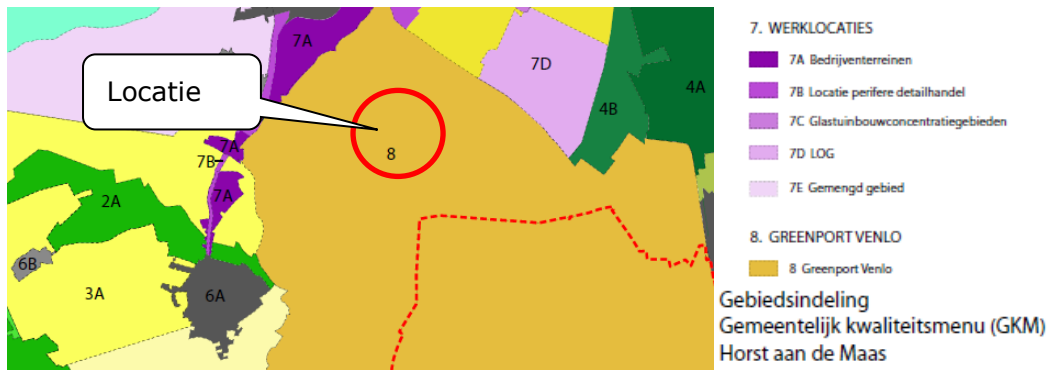 7A
7D
4A
4B
Locatie
8
7A
7B
7A
2A
6B
3A
6A
7. WERKLOCATIES
7A Bedrijventerreinen
7B Locatie perifere detailhandel
7C Glastuinbouwconcentratiegebieden
7D LOG
7E Gemengd gebied
8. GREENPORT VENLO
8 Greenport Venlo
Gebiedsindeling
Gemeentelijk kwaliteitsmenu (GKM)
Horst aan de Maas